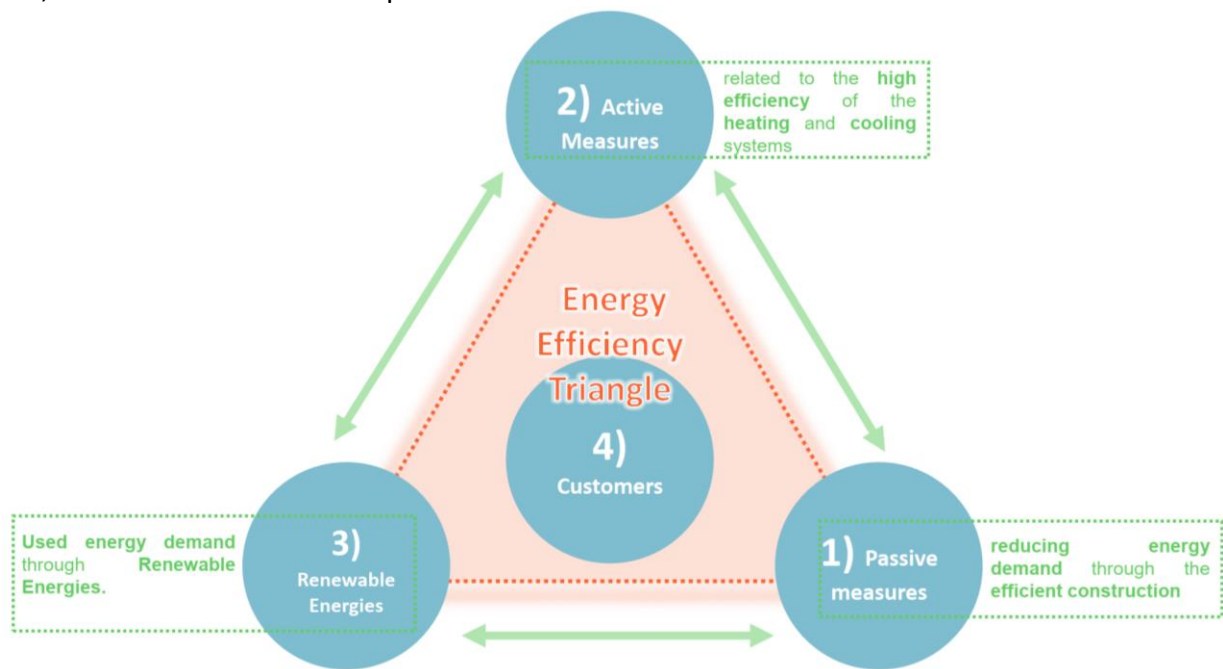 2) Active
Measures
related to the high
efficiency of the
heating and cooling
systems
Energy
Efficiency
Triangle
4)
Customers
Used energy demand
through Renewable
Energies.
3)
Renewable
Energies
1) Passive
measures
reducing energy
demand through the
efficient construction